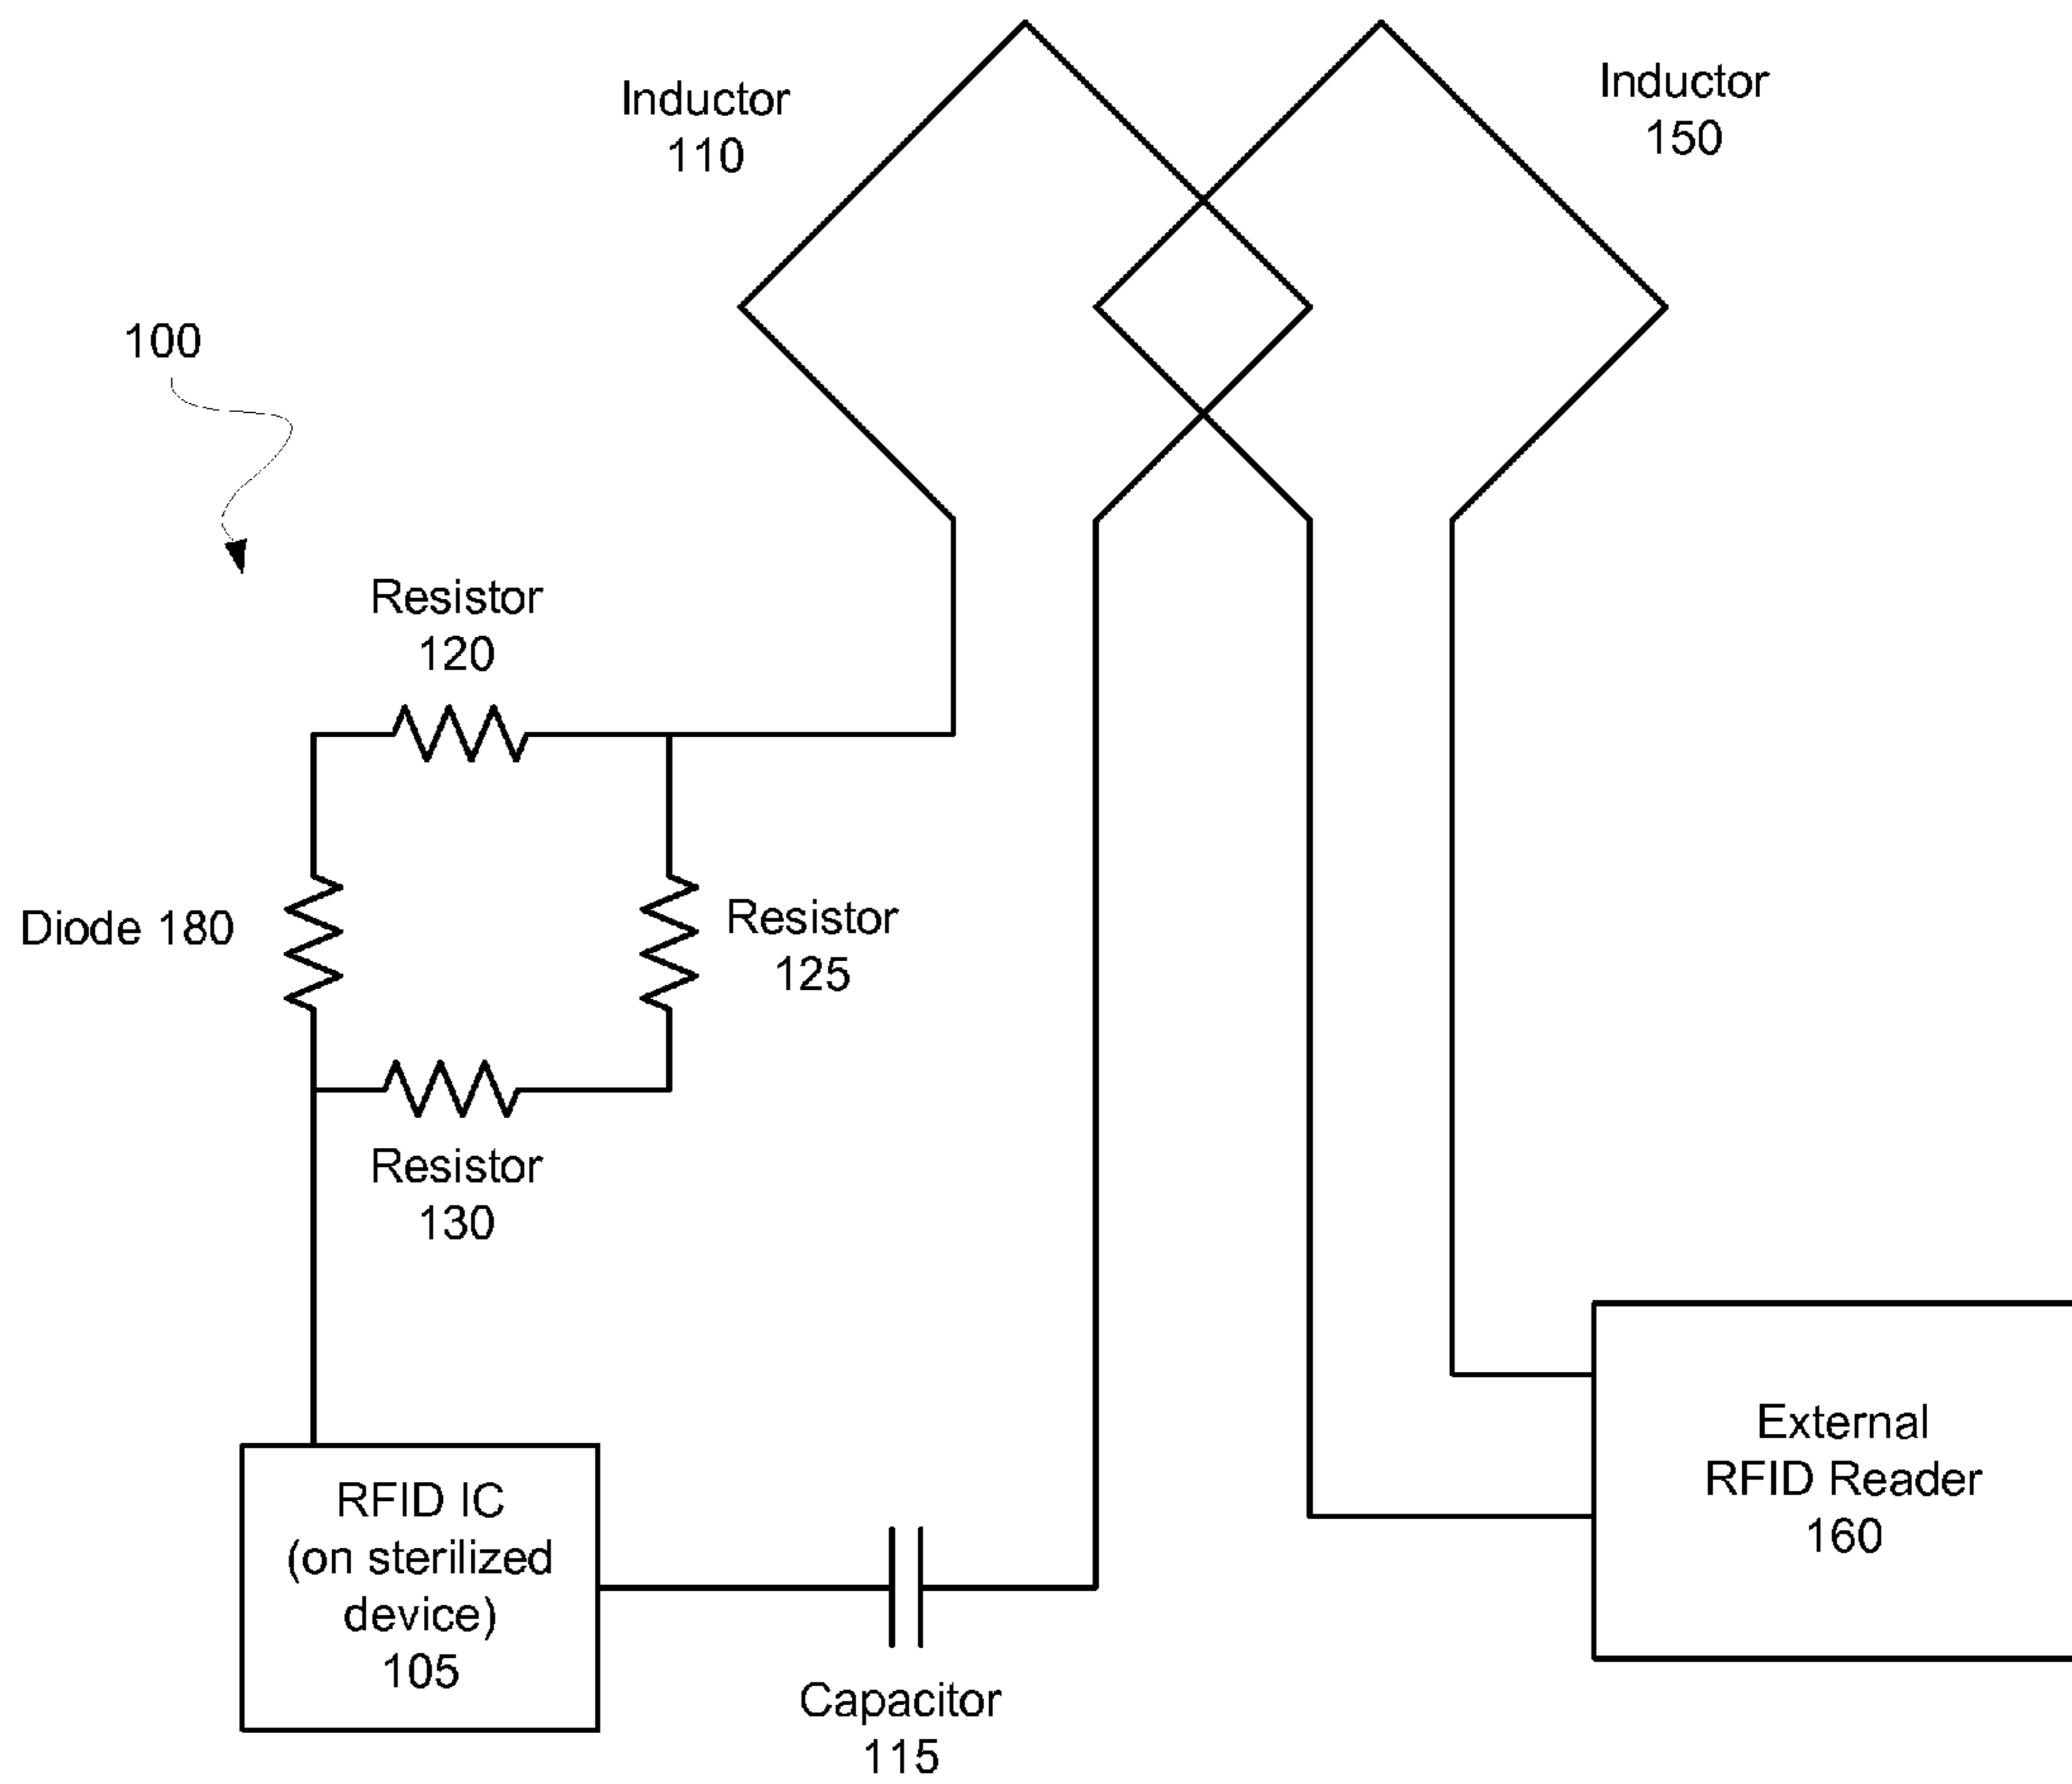 Inductor
110
Inductor
150
100
Resistor
120
Diode 180
Resistor
125
Resistor
130
RFID IC
(on sterilized
device)
105
External
RFID Reader
160
Capacitor
115